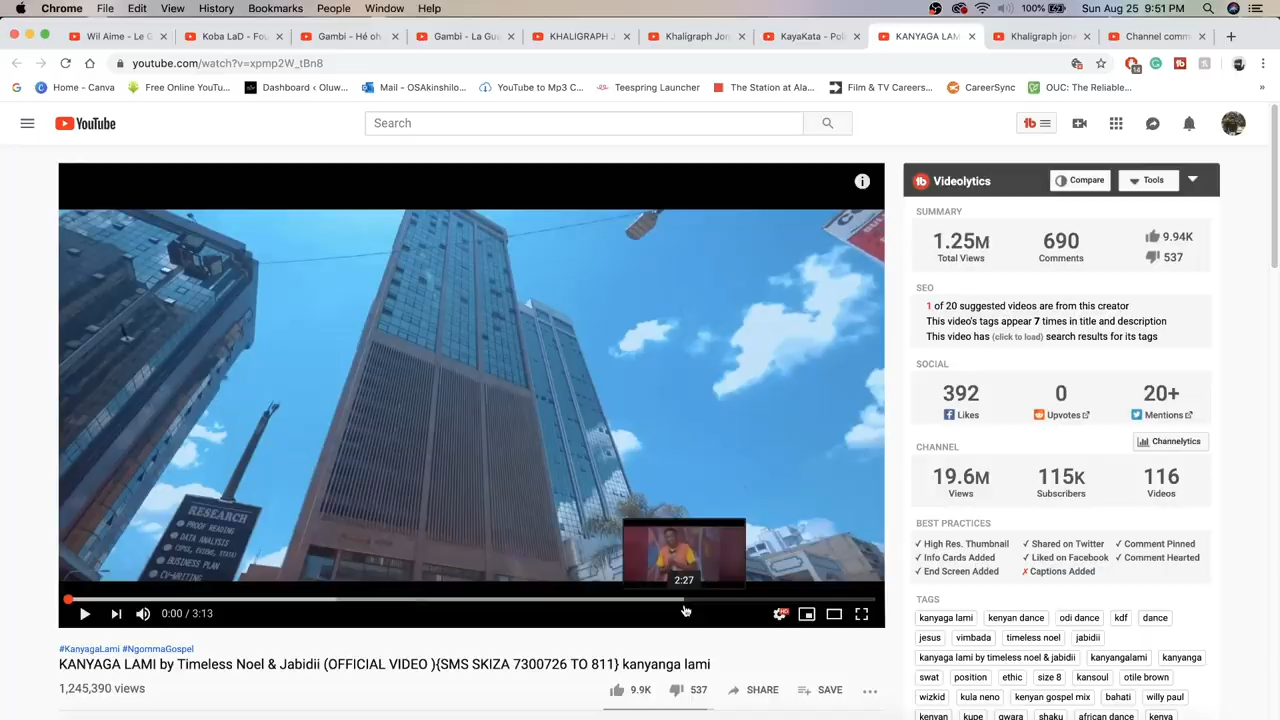 Chrome File Edit View History Bookmarks People Window Help 100% Sun Aug 25 9:51 PM
Wil Aime - Le G Koba LaD - Fou Gambi - Hé oh Gambi - La Gu KHALIGRAPH J Khaligraph Jon KayaKata - Pol KANYAGA LAM Khaligraph jone Channel comme
youtube.com/watch?v=xpmp2W_tBn8 14
Home - Canva Free Online YouTu... Dashboard ‹ Oluw... Mail - OSAkinshilo... YouTube to Mp3 C... Teespring Launcher The Station at Ala... Film & TV Careers... CareerSync OUC: The Reliable... »
YouTube Search tb
tb Videolytics Compare Tools
SUMMARY
1.25M 690 9.94K
Total Views Comments 537
SEO
1 of 20 suggested videos are from this creator
This video's tags appear 7 times in title and description
This video has (click to load) search results for its tags
SOCIAL
392 0 20+
Likes Upvotes Mentions
CHANNEL Channelytics
19.6M 115K 116
Views Subscribers Videos
BEST PRACTICES
✓ High Res. Thumbnail ✓ Shared on Twitter ✓ Comment Pinned
✓ Info Cards Added ✓ Liked on Facebook ✓ Comment Hearted
✓ End Screen Added ✗ Captions Added
TAGS
kanyaga lami kenyan dance odi dance kdf dance
jesus vimbada timeless noel jabidii
kanyaga lami by timeless noel & jabidii kanyangalami kanyanga
swat position ethic size 8 kansoul otile brown
wizkid kula neno kenyan gospel mix bahati willy paul
kenyan kupe gwara shaku african dance kenya
RESEARCH
PROOF READING
DATA ANALYSIS
BUSINESS PLAN
CV-WRITING
2:27
0:00 / 3:13 HD
#KanyagaLami #NgommaGospel
KANYAGA LAMI by Timeless Noel & Jabidii (OFFICIAL VIDEO ){SMS SKIZA 7300726 TO 811} kanyanga lami
1,245,390 views
9.9K 537 SHARE SAVE ...